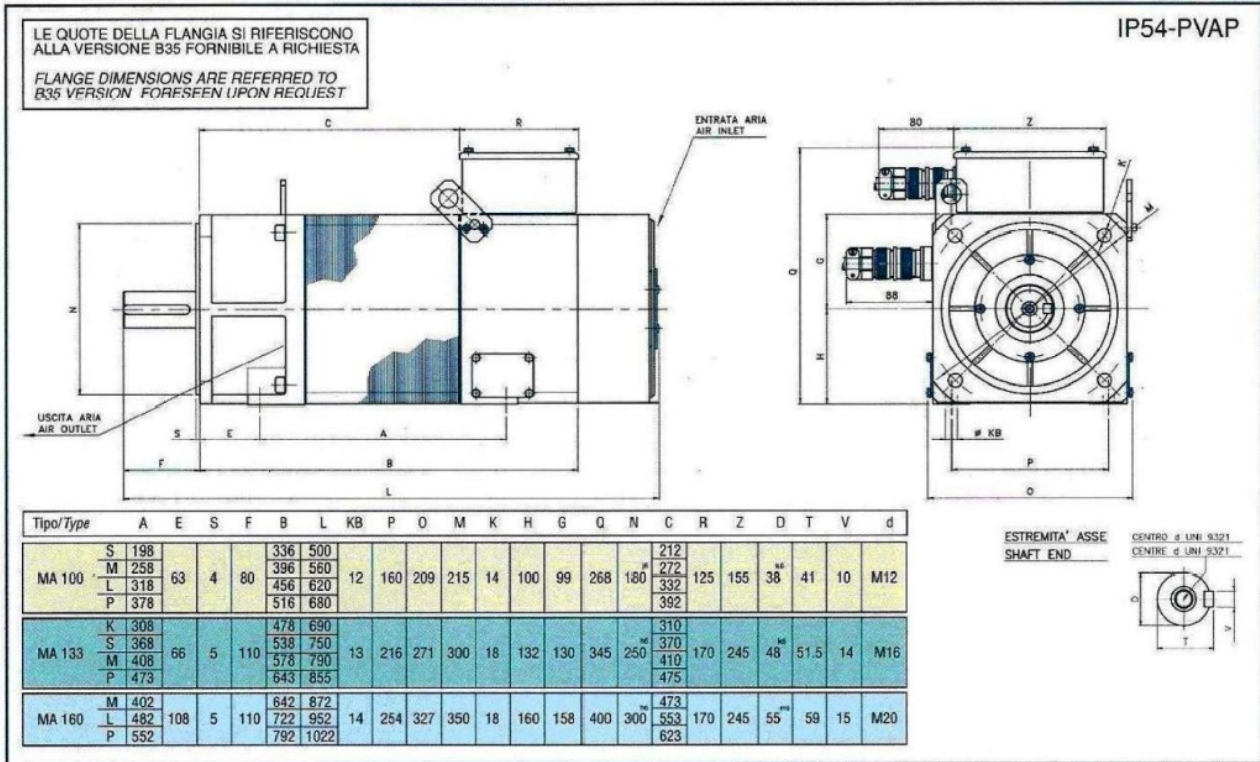 LE QUOTE DELLA FLANGIA SI RIFERISCONO
ALLA VERSIONE B35 FORNIBILE A RICHIESTA
FLANGE DIMENSIONS ARE REFERRED TO
B35 VERSION FORESEEN UPON REQUEST
IP54-PVAP
C
R
ENTRATA ARIA
AIR INLET
80
Z
K
M
N
Q
G
88
H
USCITA ARIA
AIR OUTLET
S
E
A
F
B
L
ø KB
P
O
Tipo/Type A E S F B L KB P O M K H G Q N C R Z D T V d
MA 100 63 4 80 12 160 209 215 14 100 99 268 180 125 155 38 41 10 M12
S 198 336 500 212
M 258 396 560 272
L 318 456 620 332
P 378 516 680 392
MA 133 66 5 110 13 216 271 300 18 132 130 345 250 170 245 48 51.5 14 M16
K 308 478 690 310
S 368 538 750 370
M 408 578 790 410
P 473 643 855 475
MA 160 108 5 110 14 254 327 350 18 160 158 400 300 170 245 55 59 15 M20
M 402 642 872 473
L 482 722 952 553
P 552 792 1022 623
ESTREMITA' ASSE
SHAFT END
CENTRO d UNI 9321
CENTRE d UNI 9321
D
T
V